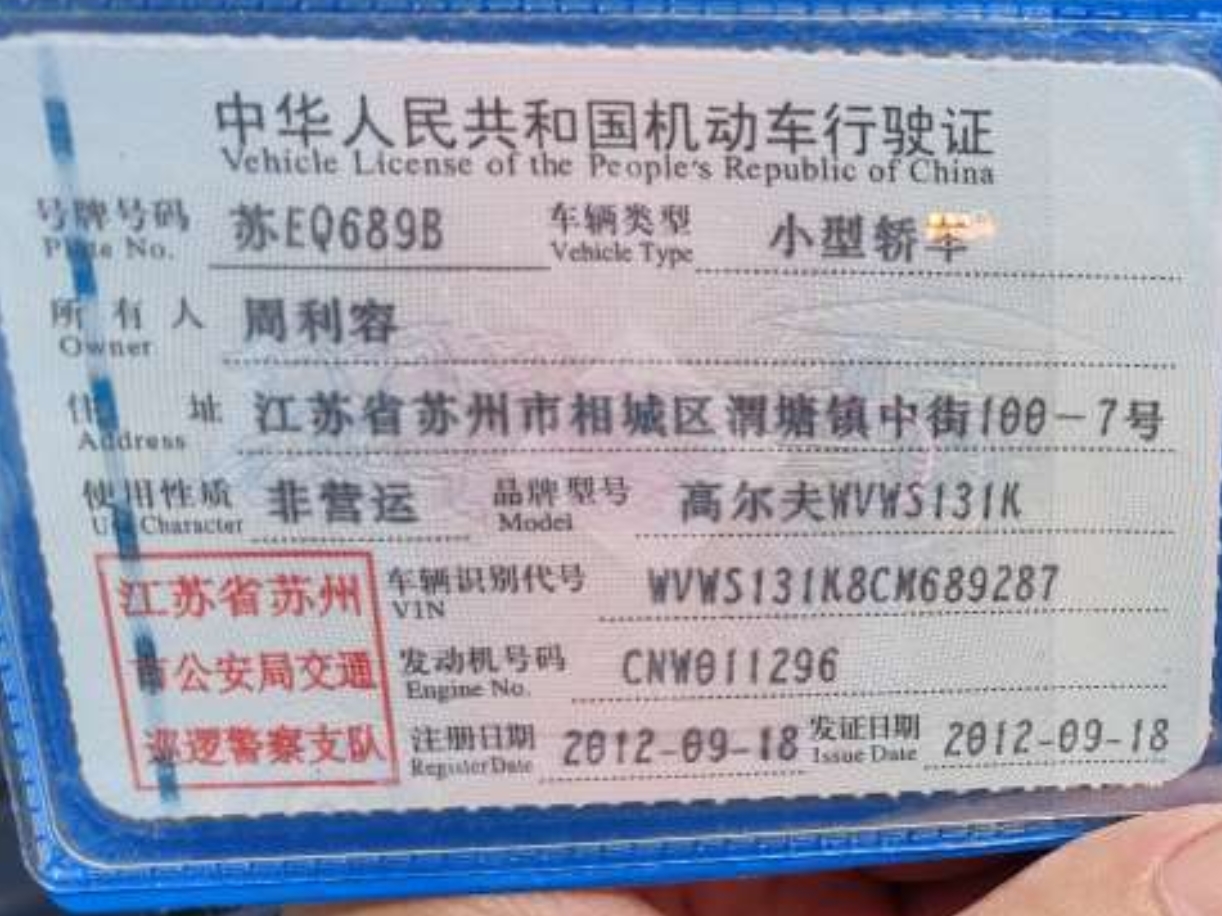 中华人民共和国机动车行驶证
Vehicle License of the People's Republic of China
号牌号码 苏EQ689B 车辆类型 小型轿车
Plate No. Vehicle Type
所有人 周利容
Owner
住址 江苏省苏州市相城区渭塘镇中街100-7号
Address
使用性质 非营运 品牌型号 高尔夫WVWS131K
Use Character Model
江苏省苏州 车辆识别代号 WVWS131K8CM689287
VIN
市公安局交通 发动机号码 CNW011296
Engine No.
巡逻警察支队 注册日期 2012-09-18 发证日期 2012-09-18
Register Date Issue Date